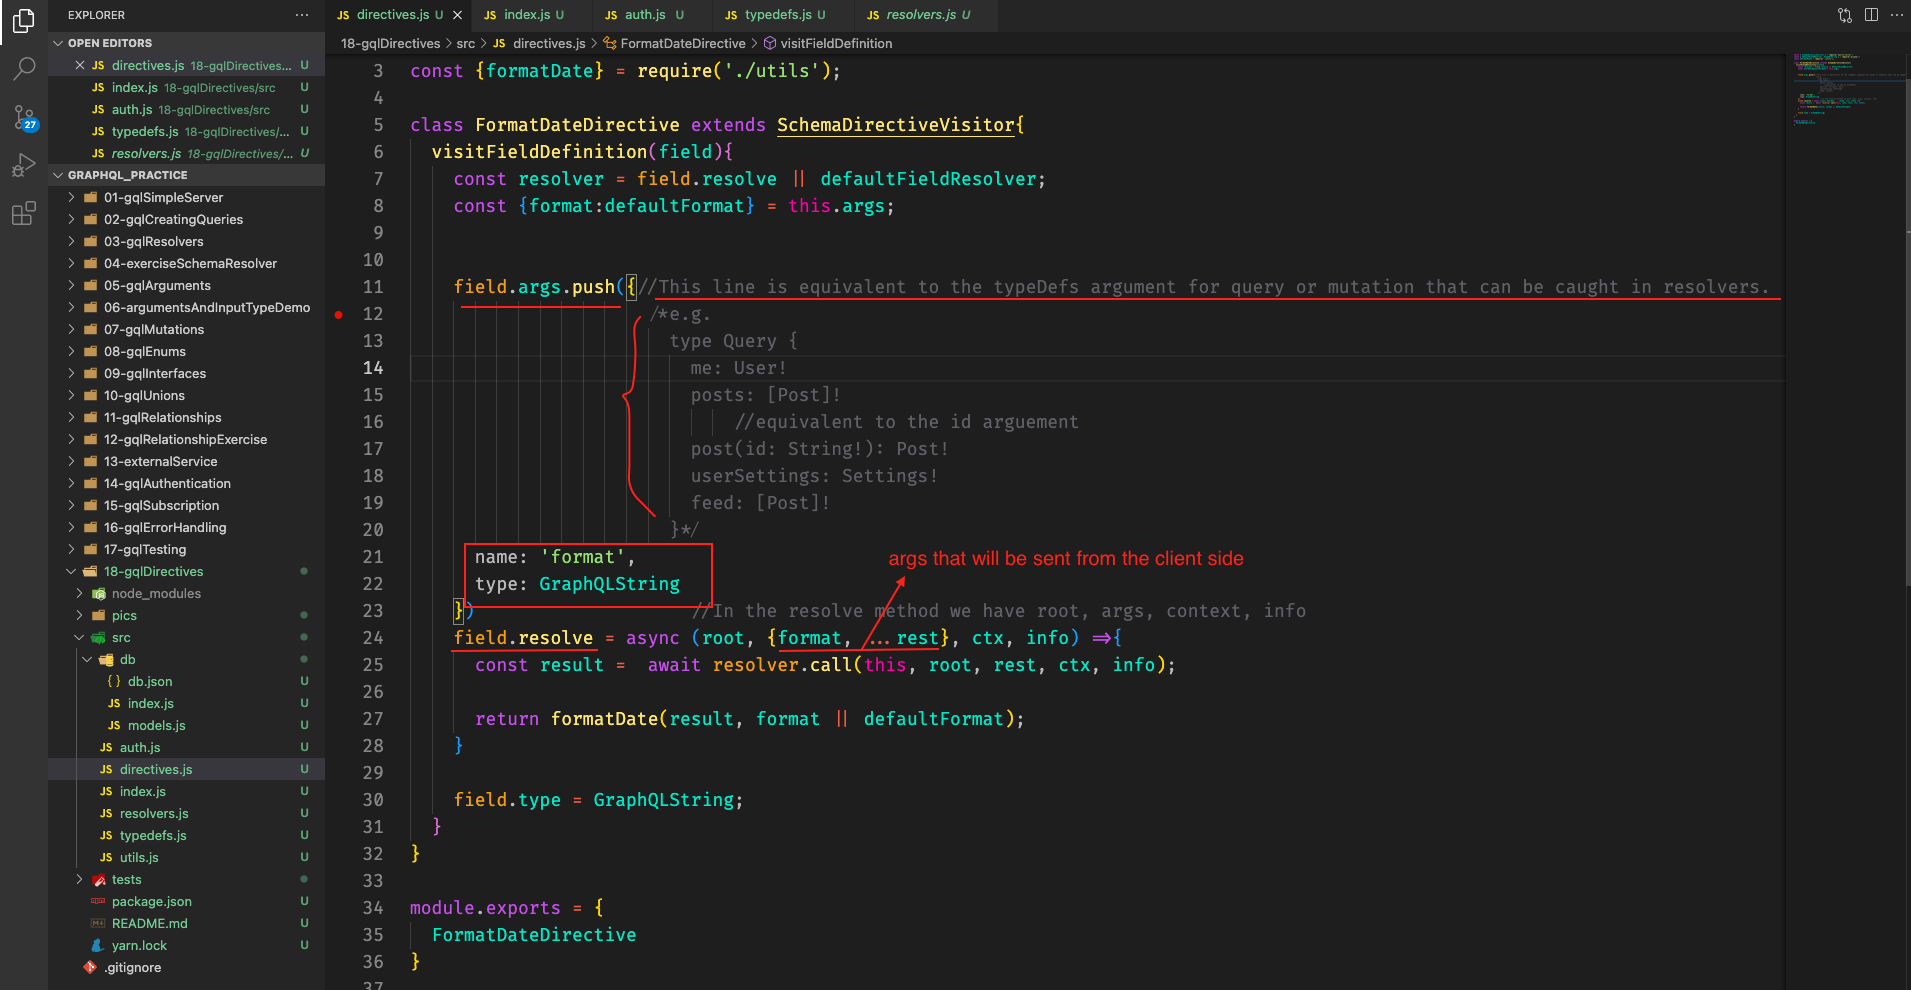 EXPLORER
OPEN EDITORS
directives.js 18-gqlDirectives... U
index.js 18-gqlDirectives/src U
auth.js 18-gqlDirectives/src U
typedefs.js 18-gqlDirectives/... U
resolvers.js 18-gqlDirectives/... U
GRAPHQL_PRACTICE
01-gqlSimpleServer
02-gqlCreatingQueries
03-gqlResolvers
04-exerciseSchemaResolver
05-gqlArguments
06-argumentsAndInputTypeDemo
07-gqlMutations
08-gqlEnums
09-gqlInterfaces
10-gqlUnions
11-gqlRelationships
12-gqlRelationshipExercise
13-externalService
14-gqlAuthentication
15-gqlSubscription
16-gqlErrorHandling
17-gqlTesting
18-gqlDirectives
node_modules
pics
src
db
{} db.json U
JS index.js U
JS models.js U
JS auth.js U
JS directives.js U
JS index.js U
JS resolvers.js U
JS typedefs.js U
JS utils.js U
tests
package.json U
README.md U
yarn.lock U
.gitignore
27
JS directives.js U
JS index.js U
JS auth.js U
JS typedefs.js U
JS resolvers.js U
18-gqlDirectives > src > JS directives.js > FormatDateDirective > visitFieldDefinition
3 const {formatDate} = require('./utils');
4
5 class FormatDateDirective extends SchemaDirectiveVisitor{
6 visitFieldDefinition(field){
7 const resolver = field.resolve || defaultFieldResolver;
8 const {format:defaultFormat} = this.args;
9
10
11 field.args.push({//This line is equivalent to the typeDefs argument for query or mutation that can be caught in resolvers.
12 /*e.g.
13 type Query {
14 me: User!
15 posts: [Post]!
16 //equivalent to the id arguement
17 post(id: String!): Post!
18 userSettings: Settings!
19 feed: [Post]!
20 }*/
21 name: 'format',
args that will be sent from the client side
22 type: GraphQLString
23 }) //In the resolve method we have root, args, context, info
24 field.resolve = async (root, {format, ...rest}, ctx, info) =>{
25 const result = await resolver.call(this, root, rest, ctx, info);
26
27 return formatDate(result, format || defaultFormat);
28 }
29
30 field.type = GraphQLString;
31 }
32 }
33
34 module.exports = {
35 FormatDateDirective
36 }
37